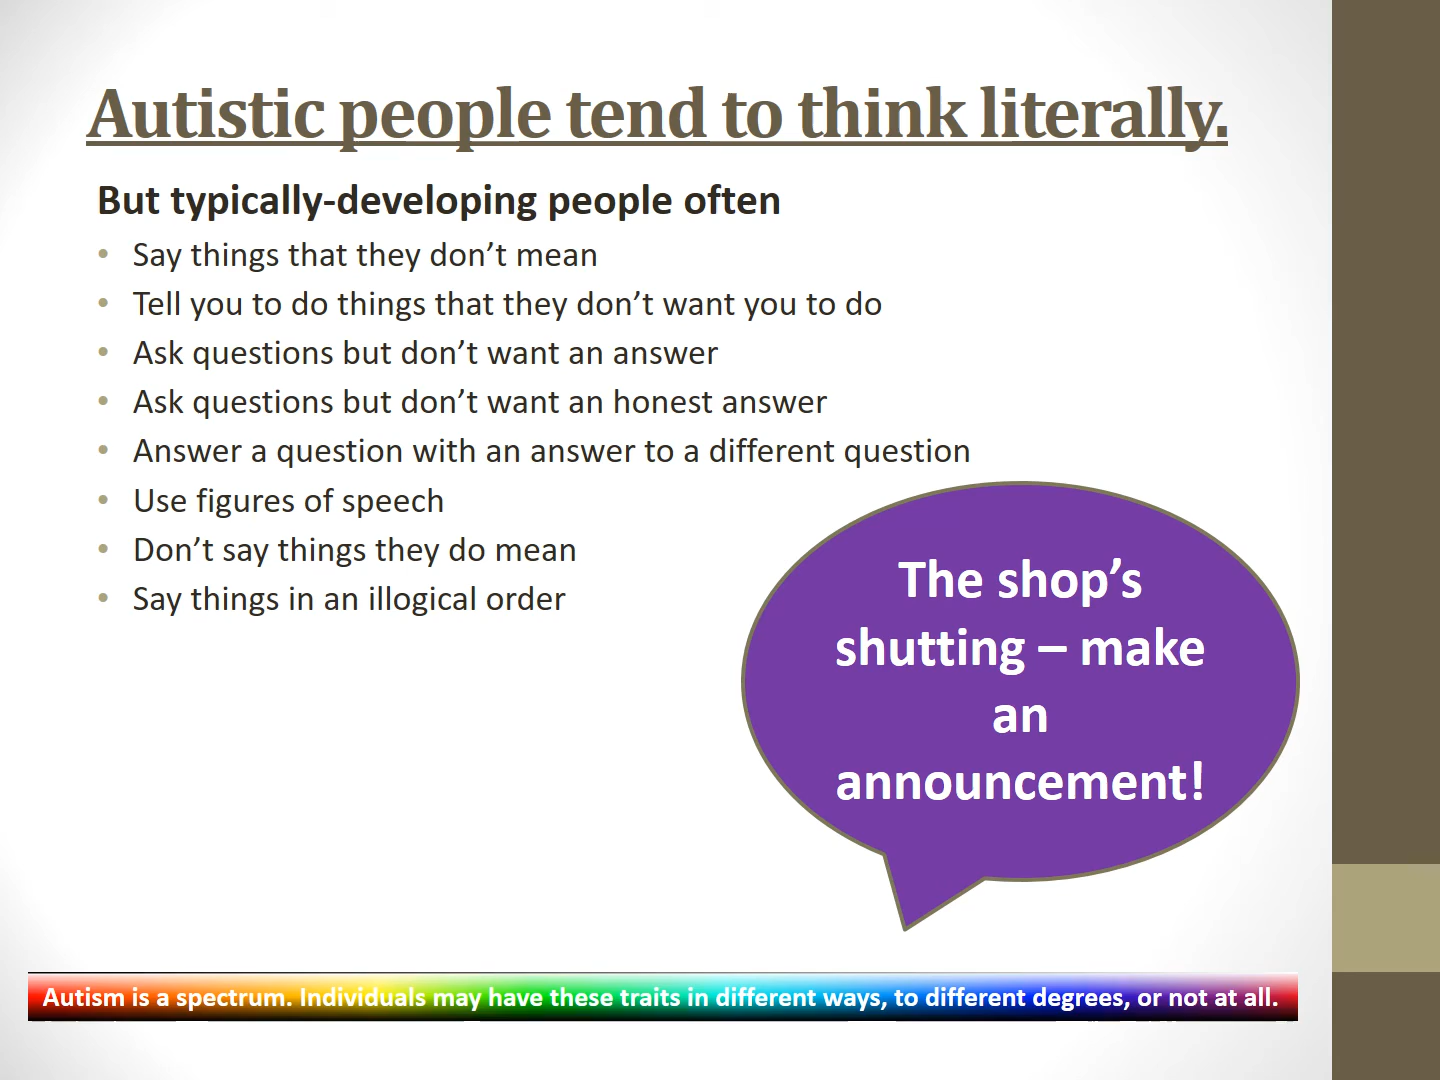 Autistic people tend to think literally.
But typically-developing people often
• Say things that they don’t mean
• Tell you to do things that they don’t want you to do
• Ask questions but don’t want an answer
• Ask questions but don’t want an honest answer
• Answer a question with an answer to a different question
• Use figures of speech
• Don’t say things they do mean
• Say things in an illogical order
The shop’s
shutting – make
an
announcement!
Autism is a spectrum. Individuals may have these traits in different ways, to different degrees, or not at all.